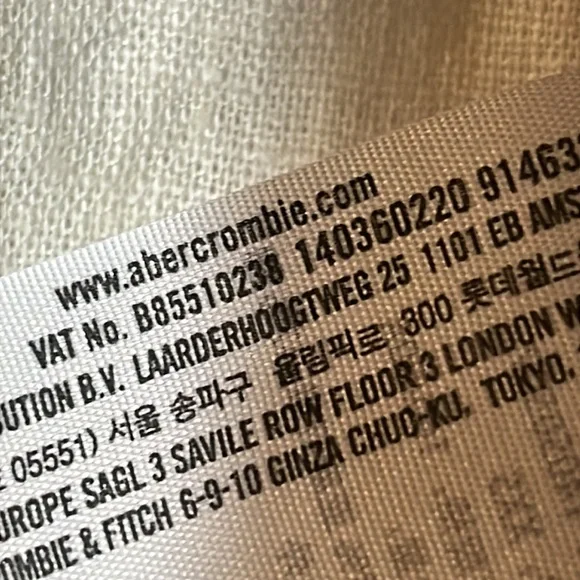 www.abercrombie.com
VAT No. B85510238 140360220 91463
UTION B.V. LAARDERHOOGTWEG 25 1101 EB AMS
05551) 서울 송파구 올림픽로 300 롯데월드
UROPE SAGL 3 SAVILE ROW FLOOR 3 LONDON W
OMBIE & FITCH 6-9-10 GINZA CHUO-KU, TOKYO,